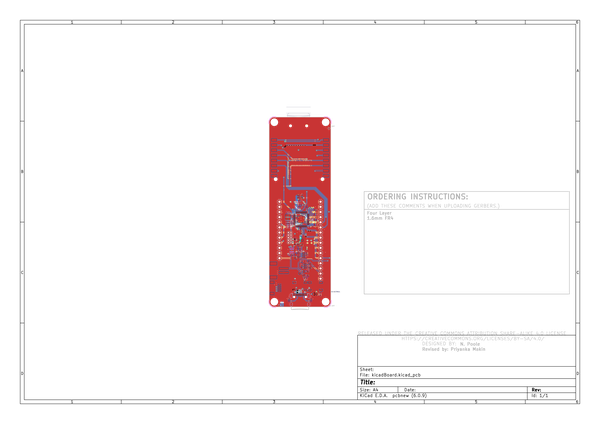 ORDERING INSTRUCTIONS:
(ADD THESE COMMENTS WHEN UPLOADING GERBERS.)
Four Layer
1.6mm FR4
RELEASED UNDER THE CREATIVE COMMONS ATTRIBUTION SHARE-ALIKE 4.0 LICENSE
HTTPS://CREATIVECOMMONS.ORG/LICENSES/BY-SA/4.0/
DESIGNED BY: N. Poole
Revised by: Priyanka Makin
Sheet:
File: kicadBoard.kicad_pcb
Title:
Size: A4 Date: Rev:
KiCad E.D.A. pcbnew (6.0.9) Id: 1/1